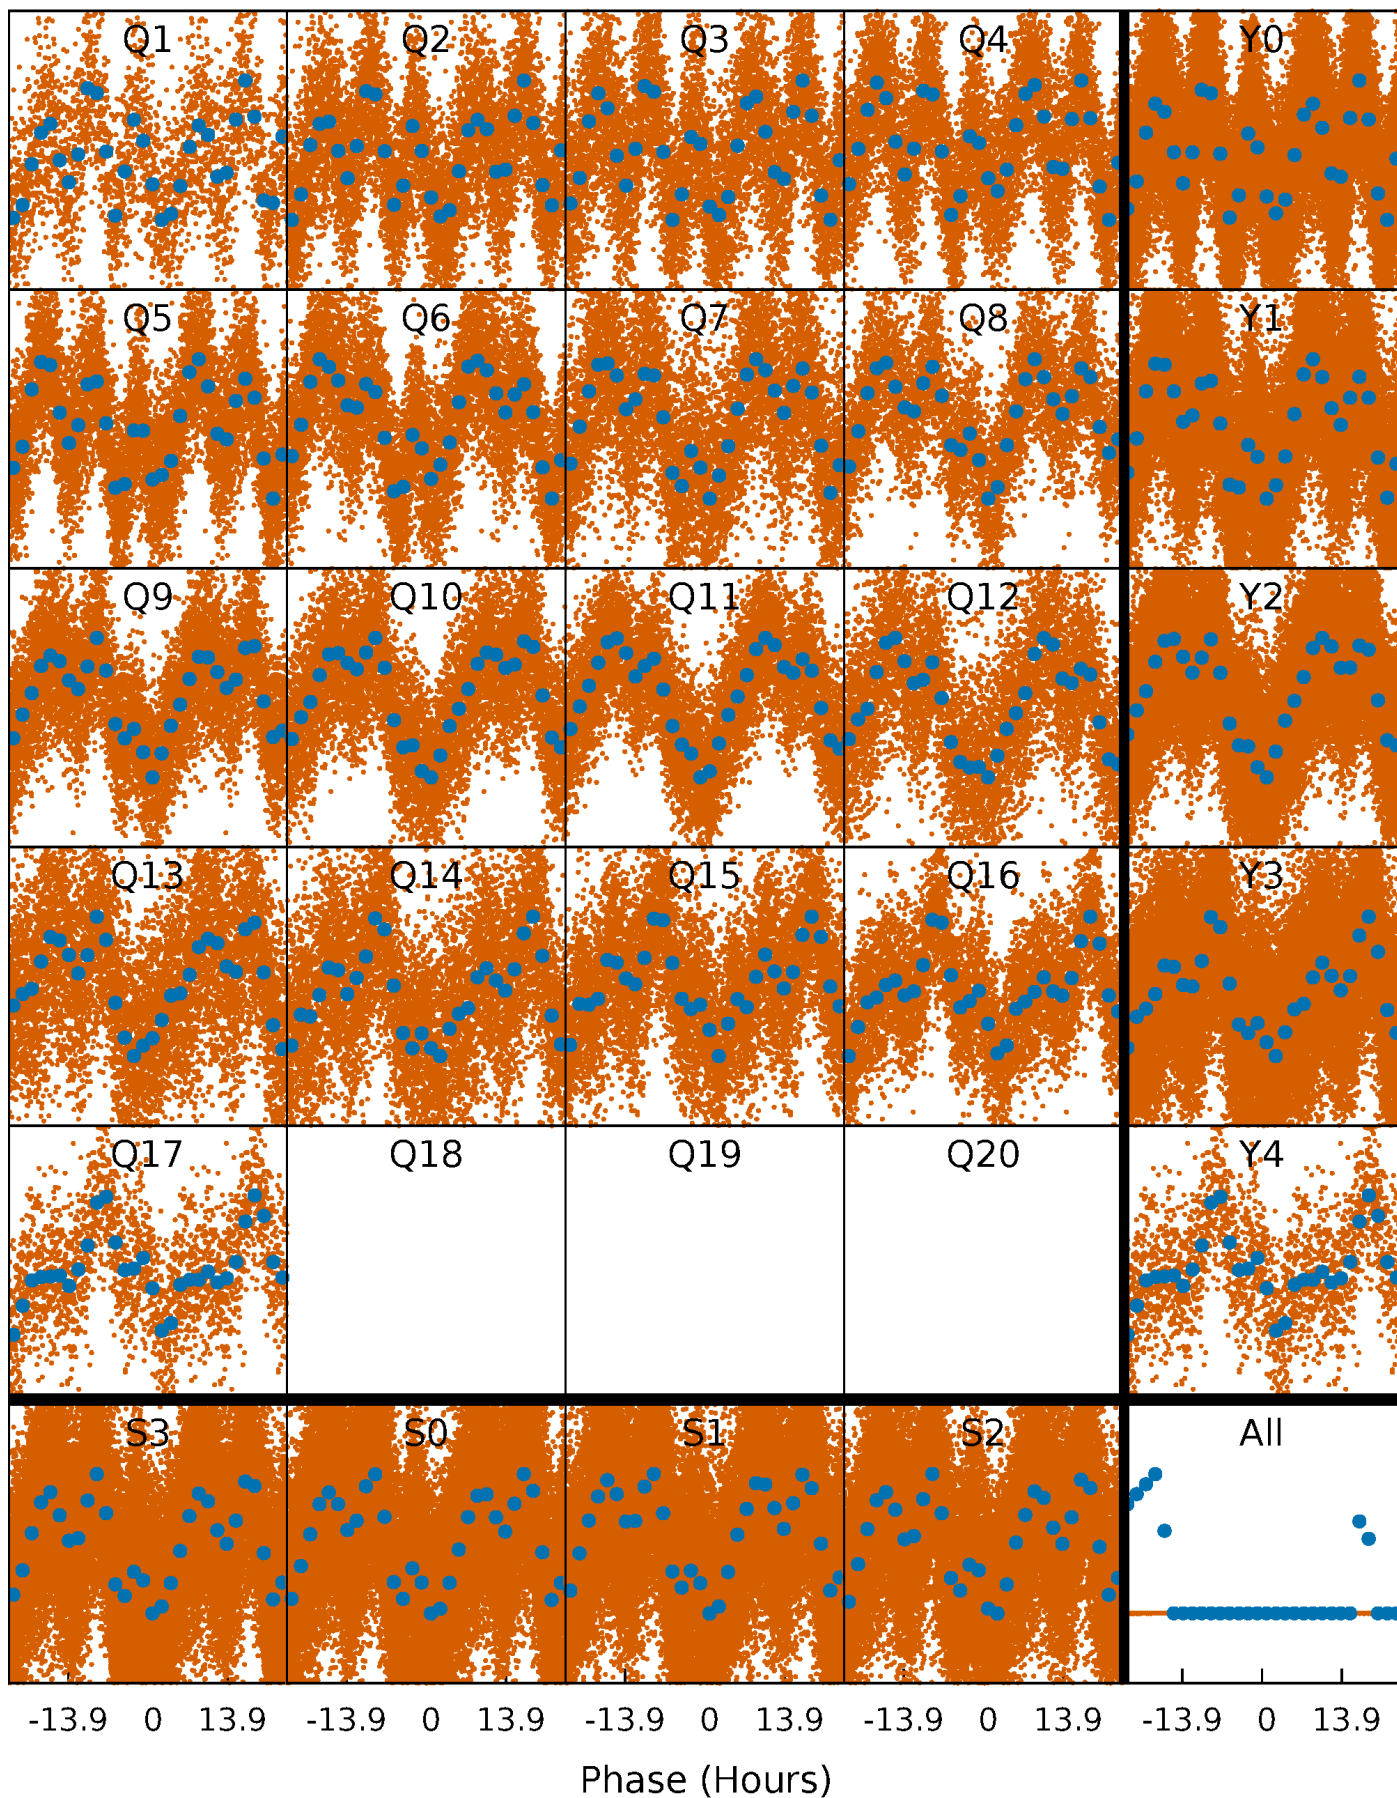 Q1 Q2 Q3 Q4 Y0
Q5 Q6 Q7 Q8 Y1
Q9 Q10 Q11 Q12 Y2
Q13 Q14 Q15 Q16 Y3
Q17 Q18 Q19 Q20 Y4
S3 S0 S1 S2 All
-13.9 0 13.9 -13.9 0 13.9 -13.9 0 13.9 -13.9 0 13.9 -13.9 0 13.9
Phase (Hours)